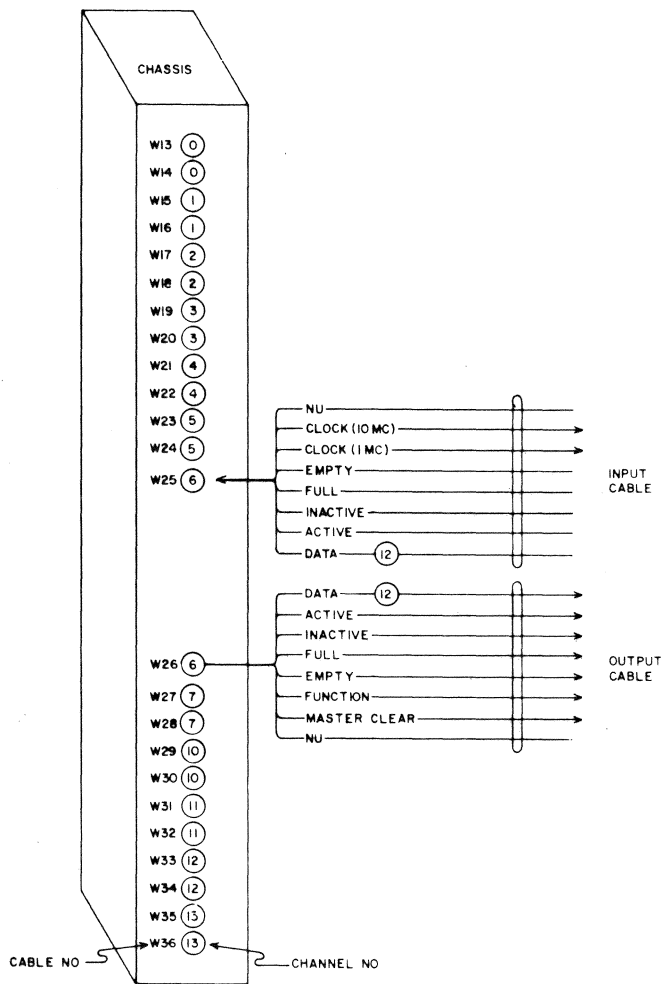 CHASSIS
W13 0
W14 0
W15 1
W16 1
W17 2
W18 2
W19 3
W20 3
W21 4
W22 4
W23 5
W24 5
W25 6
NU
CLOCK (10 MC)
CLOCK (1 MC)
EMPTY
FULL
INACTIVE
ACTIVE
DATA 12
INPUT
CABLE
DATA 12
ACTIVE
INACTIVE
FULL
EMPTY
FUNCTION
MASTER CLEAR
NU
OUTPUT
CABLE
W26 6
W27 7
W28 7
W29 10
W30 10
W31 11
W32 11
W33 12
W34 12
W35 13
W36 13
CABLE NO
CHANNEL NO